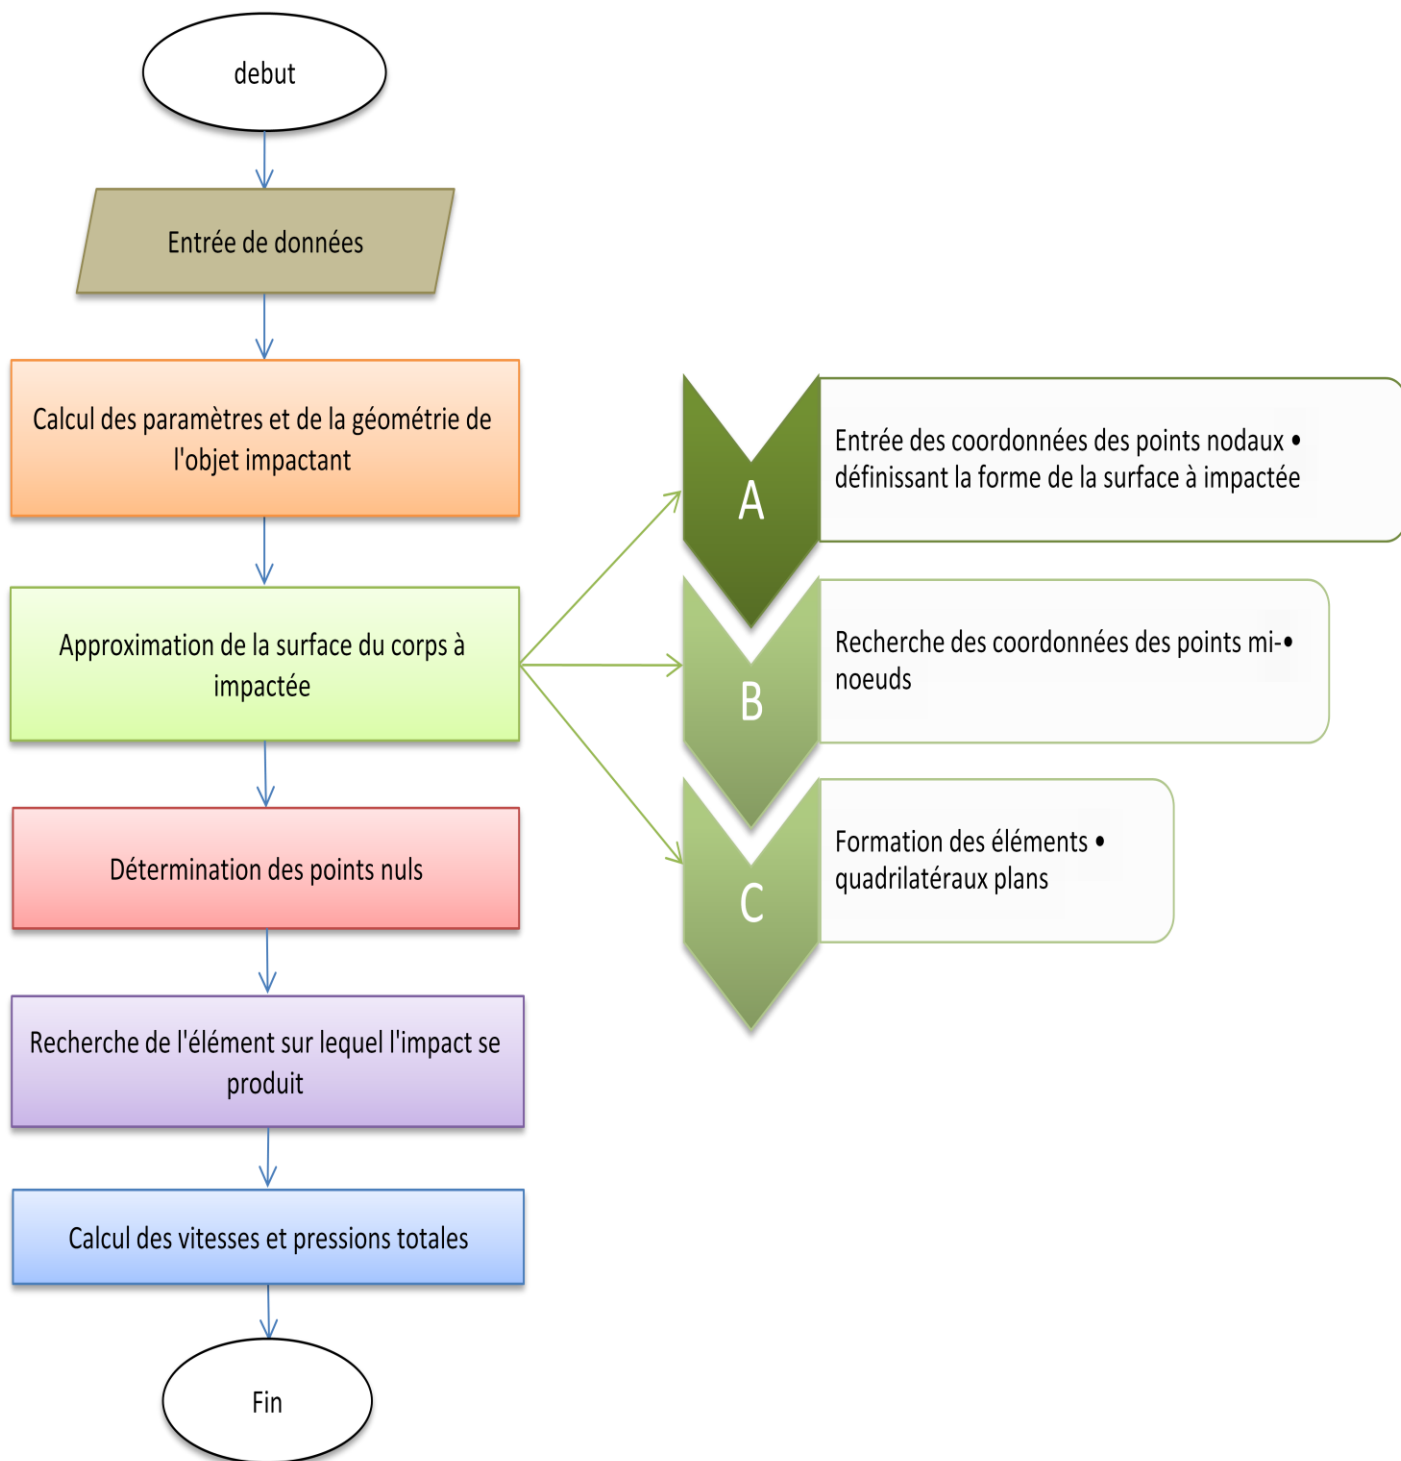 debut
Entrée de données
Calcul des paramètres et de la géométrie de
l'objet impactant
Approximation de la surface du corps à
impactée
A
Entrée des coordonnées des points nodaux •
définissant la forme de la surface à impactée
B
Recherche des coordonnées des points mi-•
noeuds
C
Formation des éléments •
quadrilatéraux plans
Détermination des points nuls
Recherche de l'élément sur lequel l'impact se
produit
Calcul des vitesses et pressions totales
Fin